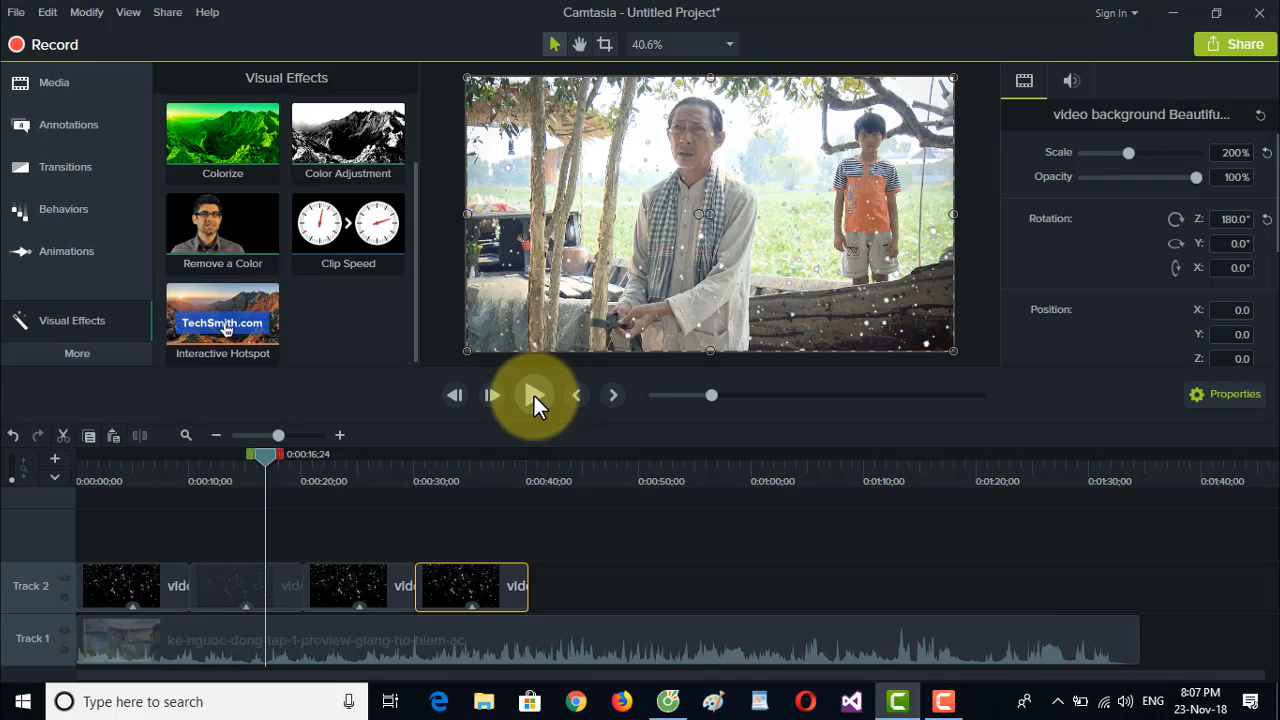 File Edit Modify View Share Help
Camtasia - Untitled Project*
Sign In
Record
40.6%
Share
Media
Annotations
Transitions
Behaviors
Animations
Visual Effects
More
Visual Effects
Colorize
Color Adjustment
Remove a Color
Clip Speed
TechSmith.com
Interactive Hotspot
video background Beautifu...
Scale 200%
Opacity 100%
Rotation: Z: 180.0°
Y: 0.0°
X: 0.0°
Position: X: 0.0
Y: 0.0
Z: 0.0
Properties
0:00:16;24
0:00:00;00 0:00:10;00 0:00:20;00 0:00:30;00 0:00:40;00 0:00:50;00 0:01:00;00 0:01:10;00 0:01:20;00 0:01:30;00 0:01:40;00
Track 2
vide vide vide vide
Track 1
ke-nguoc-dong-tap-1-preview-giang-ho-hiem-ac
Type here to search
ENG
8:07 PM
23-Nov-18